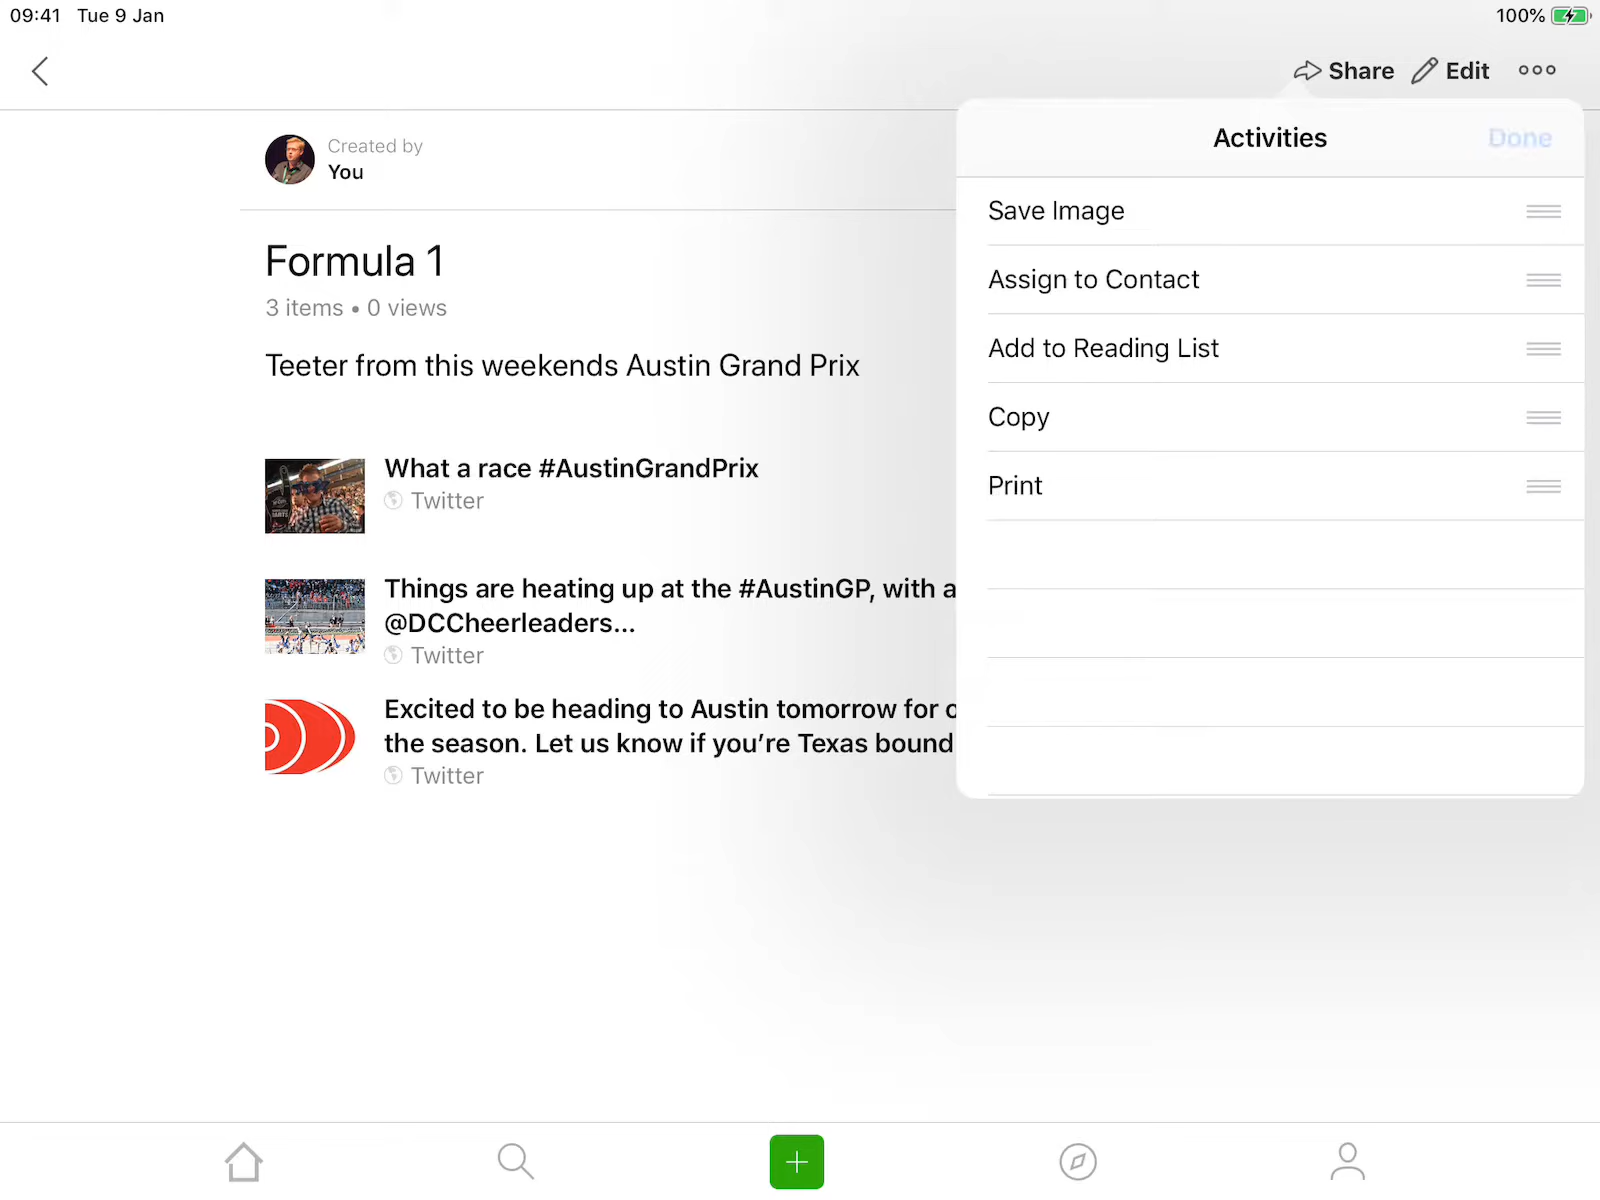 09:41 Tue 9 Jan
100%
Share Edit
Activities Done
Save Image
Assign to Contact
Add to Reading List
Copy
Print
Created by
You
Formula 1
3 items • 0 views
Teeter from this weekends Austin Grand Prix
What a race #AustinGrandPrix
Twitter
Things are heating up at the #AustinGP, with a
@DCCheerleaders...
Twitter
Excited to be heading to Austin tomorrow for
the season. Let us know if you’re Texas bound
Twitter